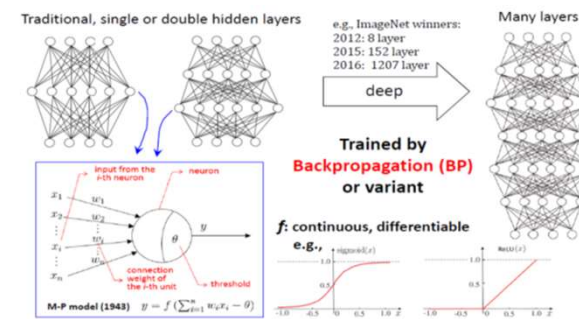 Traditional, single or double hidden layers
e.g., ImageNet winners:
2012: 8 layer
2015: 152 layer
2016: 1207 layer
deep
Many layers
Trained by
Backpropagation (BP)
or variant
input from the
i-th neuron
neuron
x₁
w₁
x₂
w₂
⋮
xᵢ
wᵢ
⋮
xₙ
wₙ
θ
y
connection
weight of
the i-th unit
threshold
M-P model (1943) y = f (∑ⁿᵢ₌₁ wᵢxᵢ − θ)
f: continuous, differentiable
e.g.,
sigmoid(x)
1.0
0.5
-1.0 -0.5 0 0.5 1.0 x
ReLU(x)
1.0
0.5
-1.0 -0.5 0 0.5 1.0 x